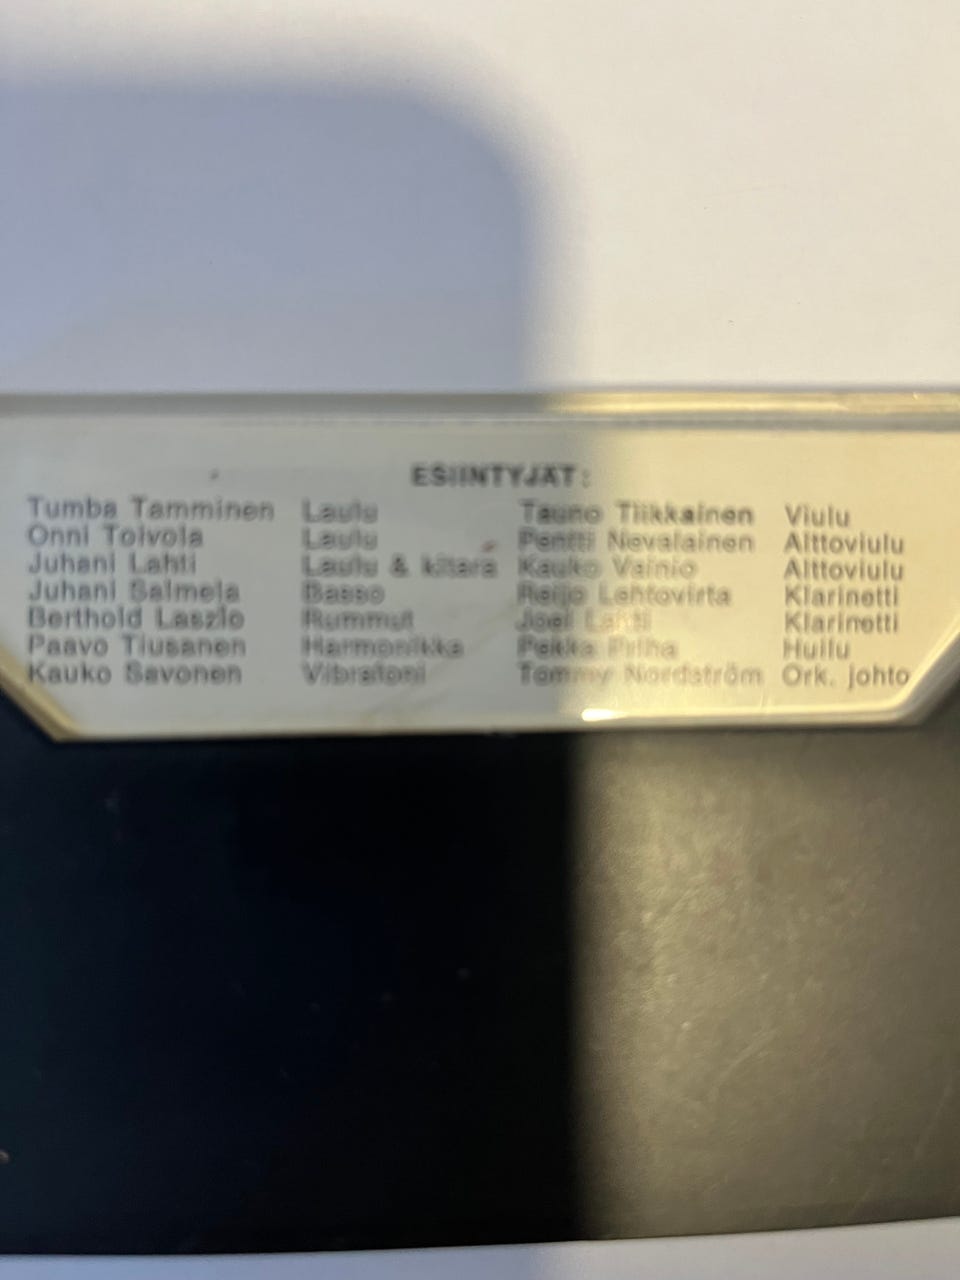 ESIINTYJÄT:
Tumba Tamminen Laulu Tauno Tiikkainen Viulu
Onni Toivola Laulu Pentti Nevalainen Alttoviulu
Juhani Lahti Laulu & kitara Kauko Vainio Alttoviulu
Juhani Salmela Basso Reijo Lehtovirta Klarinetti
Berthold Laszlo Rummut Joel Lahti Klarinetti
Paavo Tiusanen Harmonikka Pekka Huilu
Kauko Savonen Vibrafoni Tommy Nordström Ork. johto